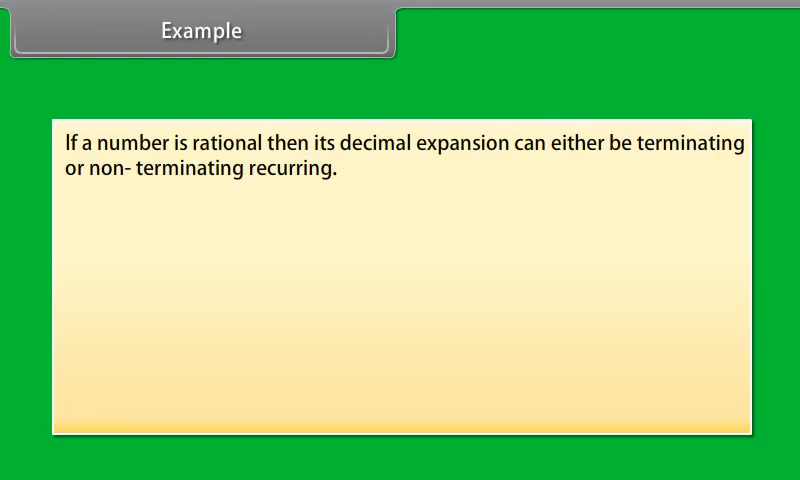 Example
If a number is rational then its decimal expansion can either be terminating
or non- terminating recurring.